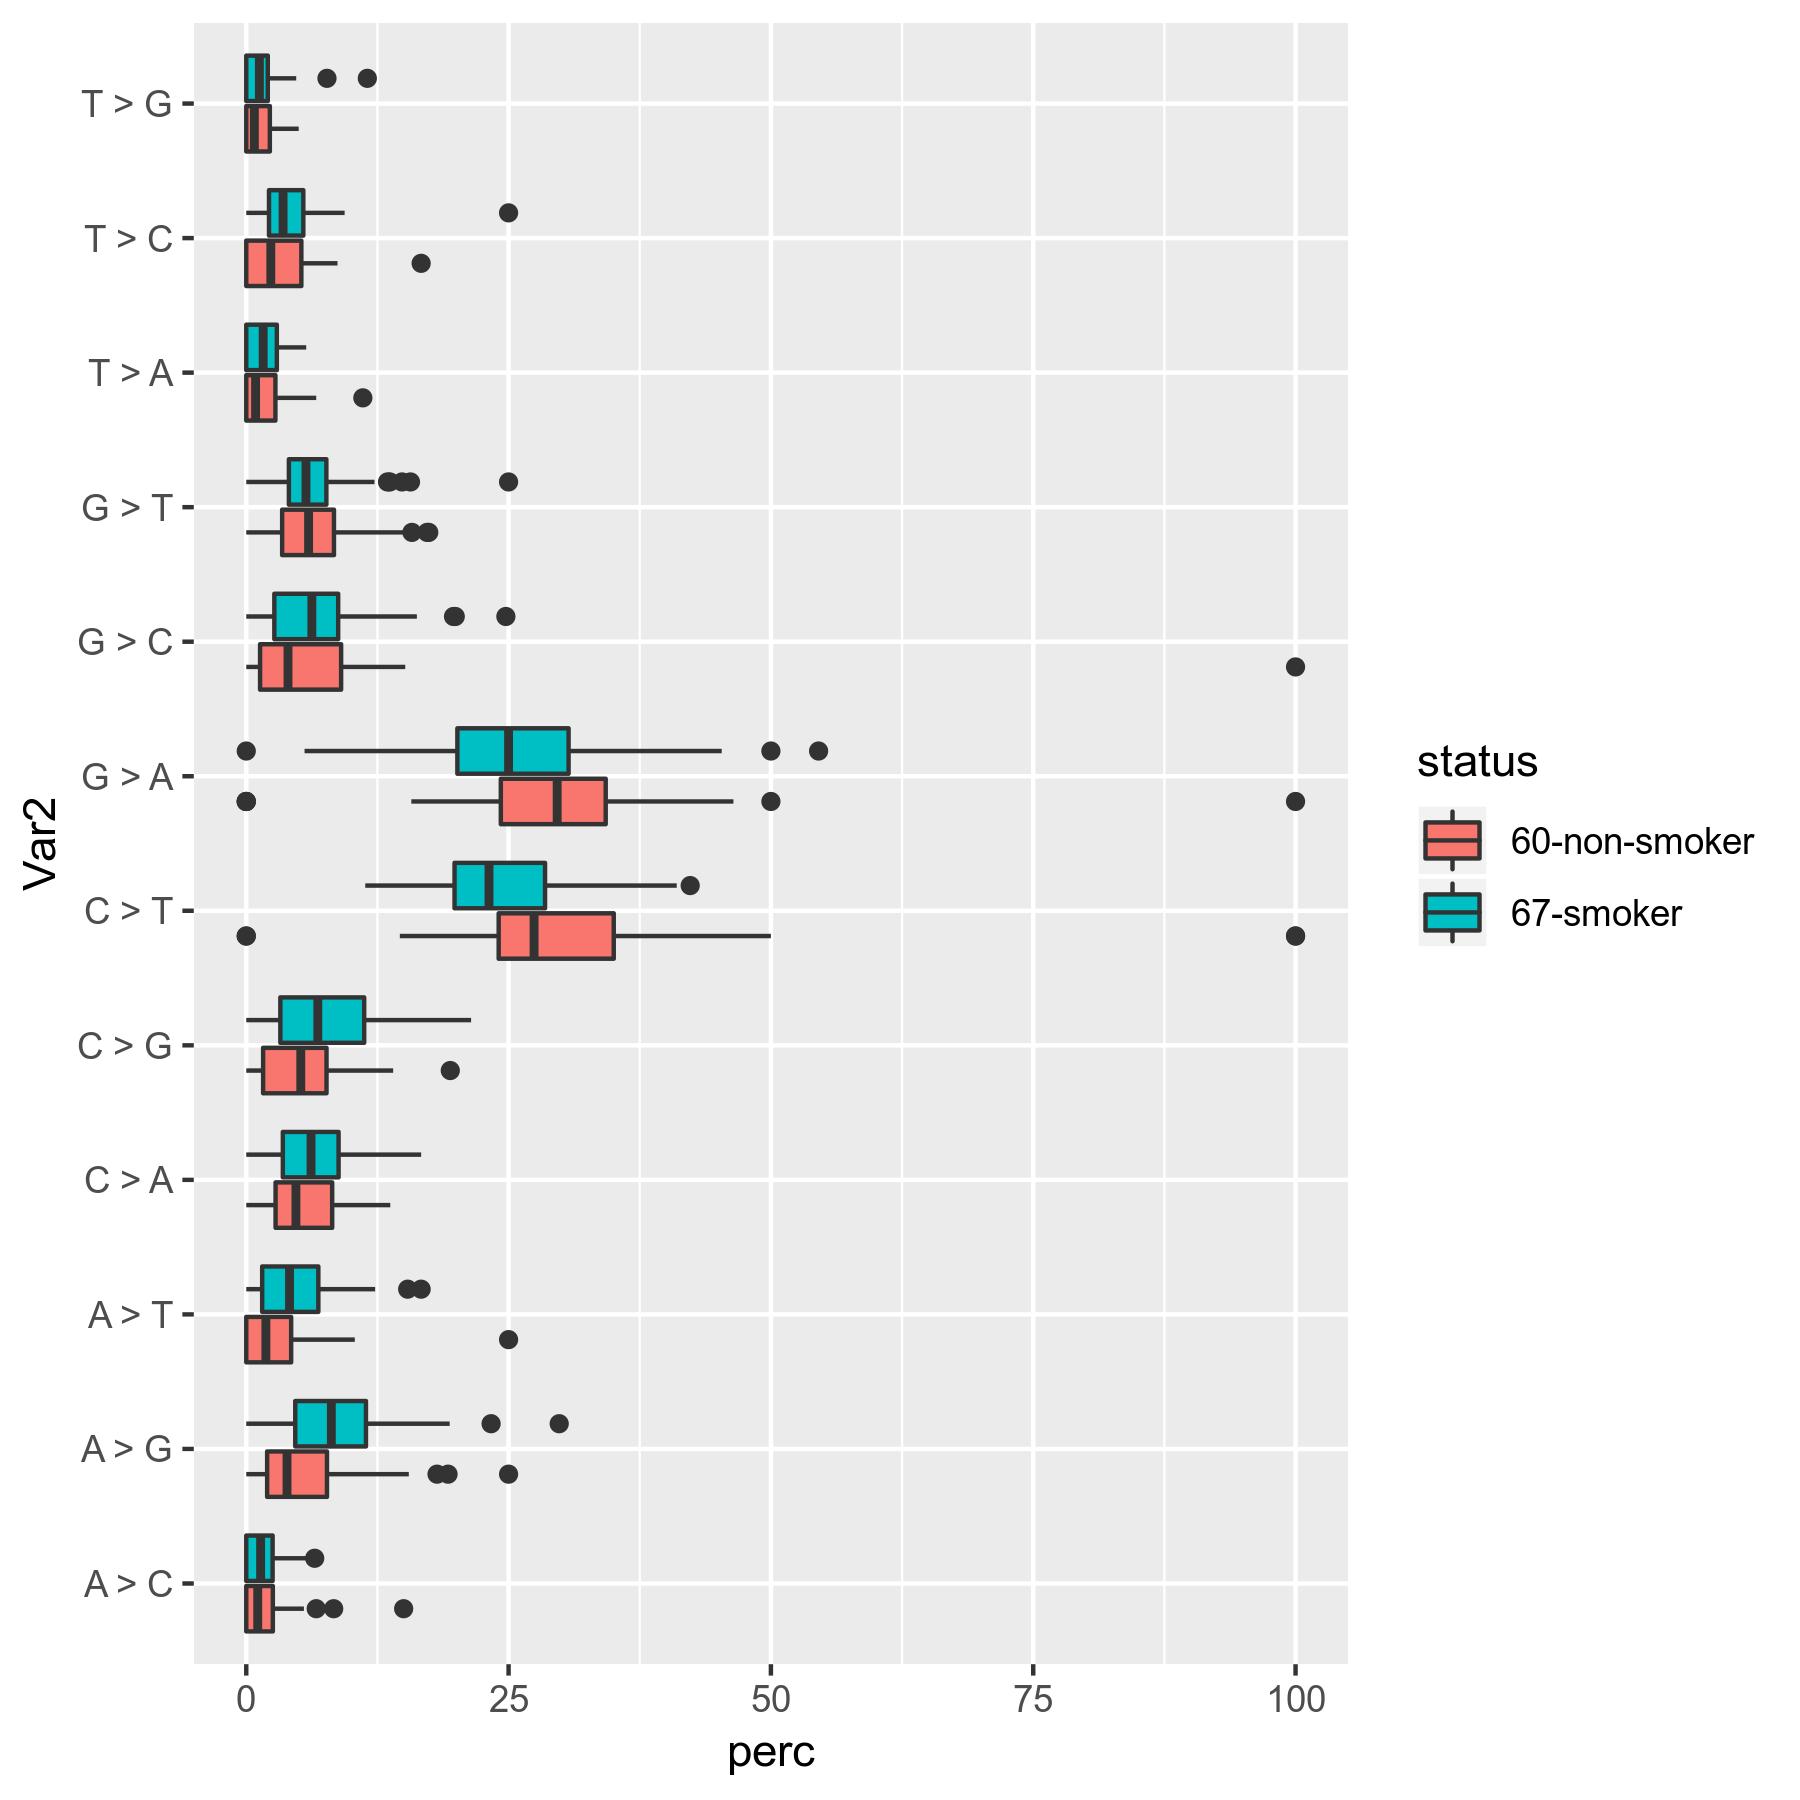 T > G
T > C
T > A
G > T
G > C
G > A
C > T
C > G
C > A
A > T
A > G
A > C
Var2
0 25 50 75 100
perc
status
60-non-smoker
67-smoker